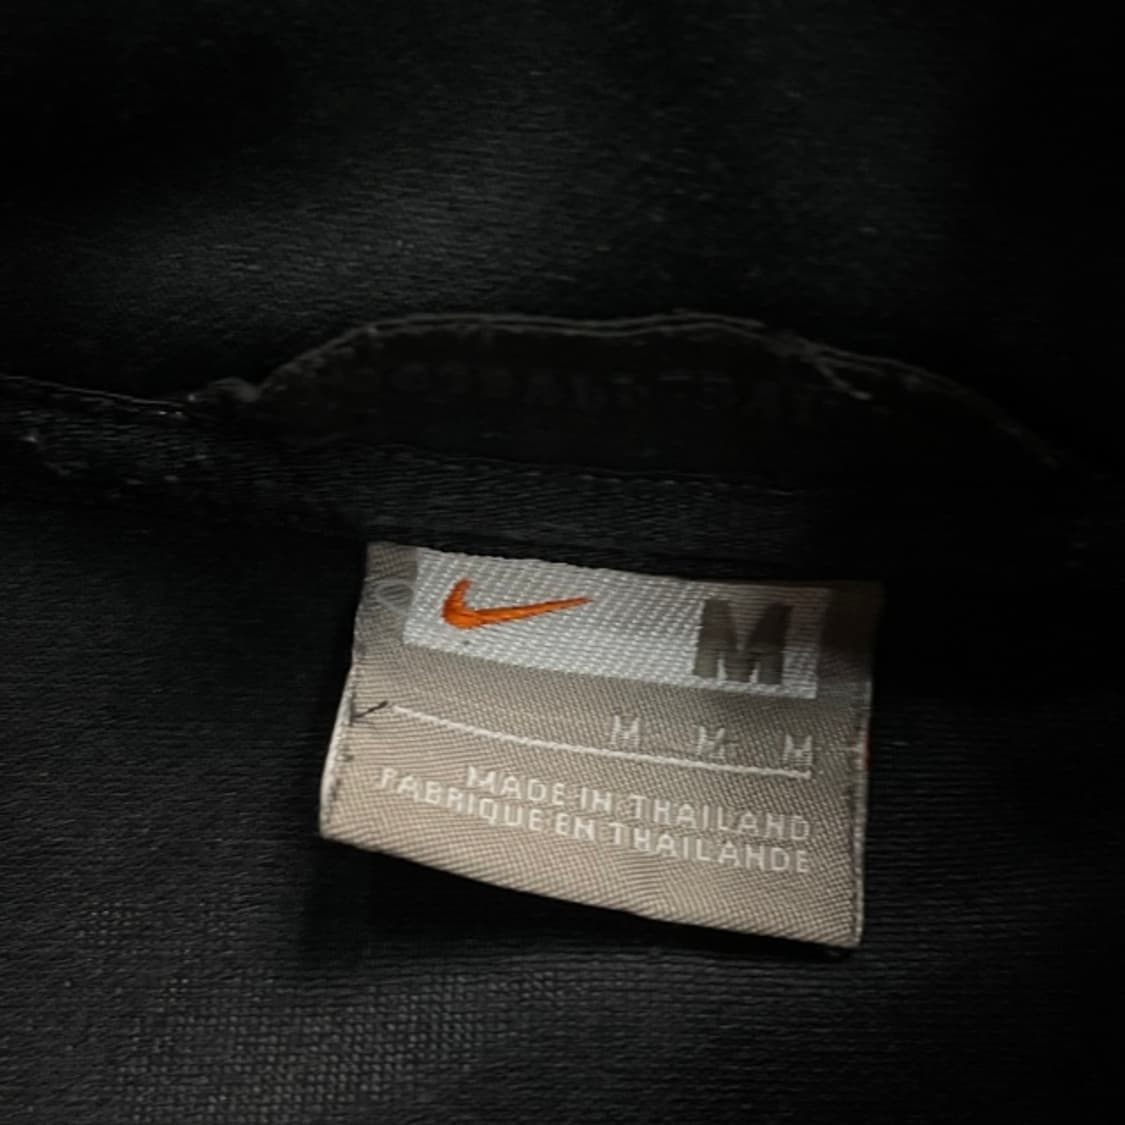 M
M M M
MADE IN THAILAND
FABRIQUE EN THAILANDE